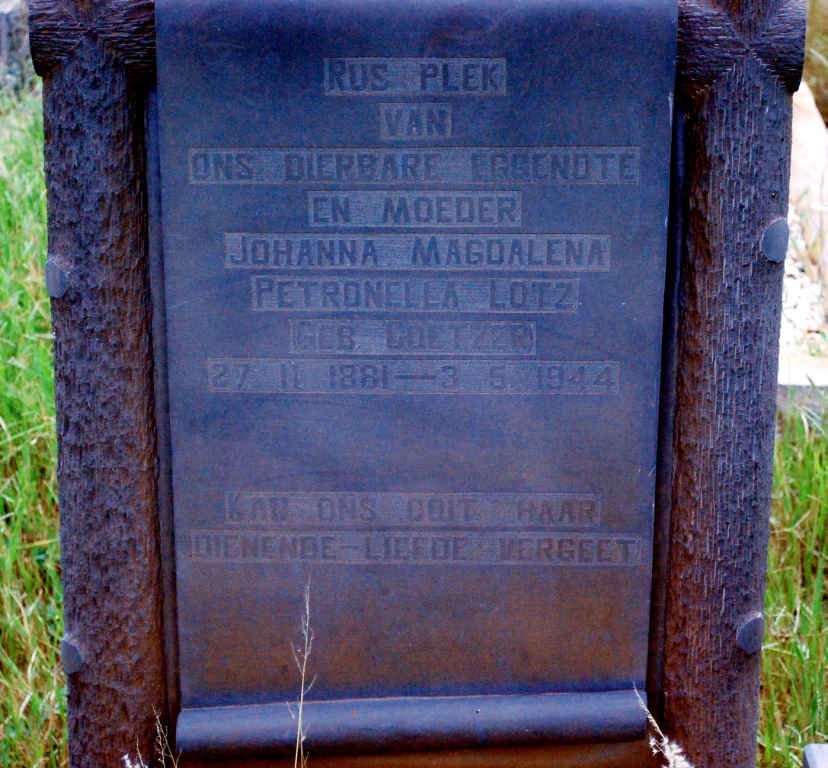 RUS PLEK
VAN
ONS DIERBARE EGGENOTE
EN MOEDER
JOHANNA MAGDALENA
PETRONELLA LOTZ
GEB COETZER
27 11 1881—3 5 1944
KAN ONS OOIT HAAR
DIENENDE-LIEFDE VERGEET